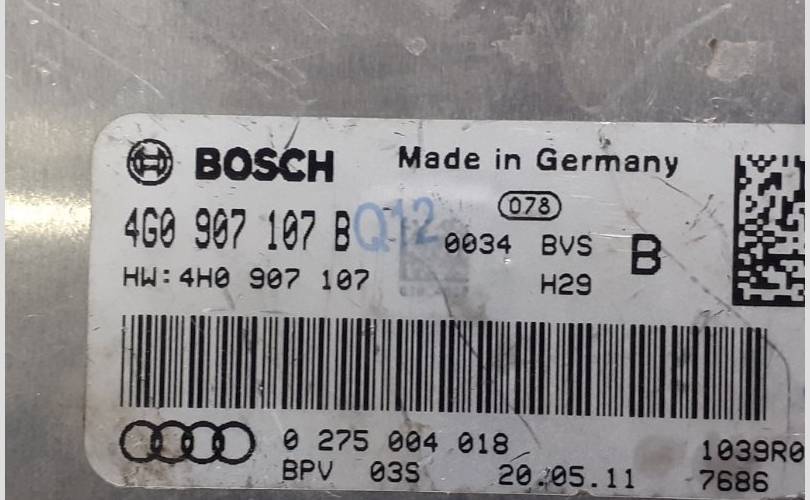 BOSCH Made in Germany
078
4G0 907 107 B Q12 0034 BVS B
HW: 4H0 907 107 H29
0 275 004 018 1039R0
BPV 03S 20.05.11 7686